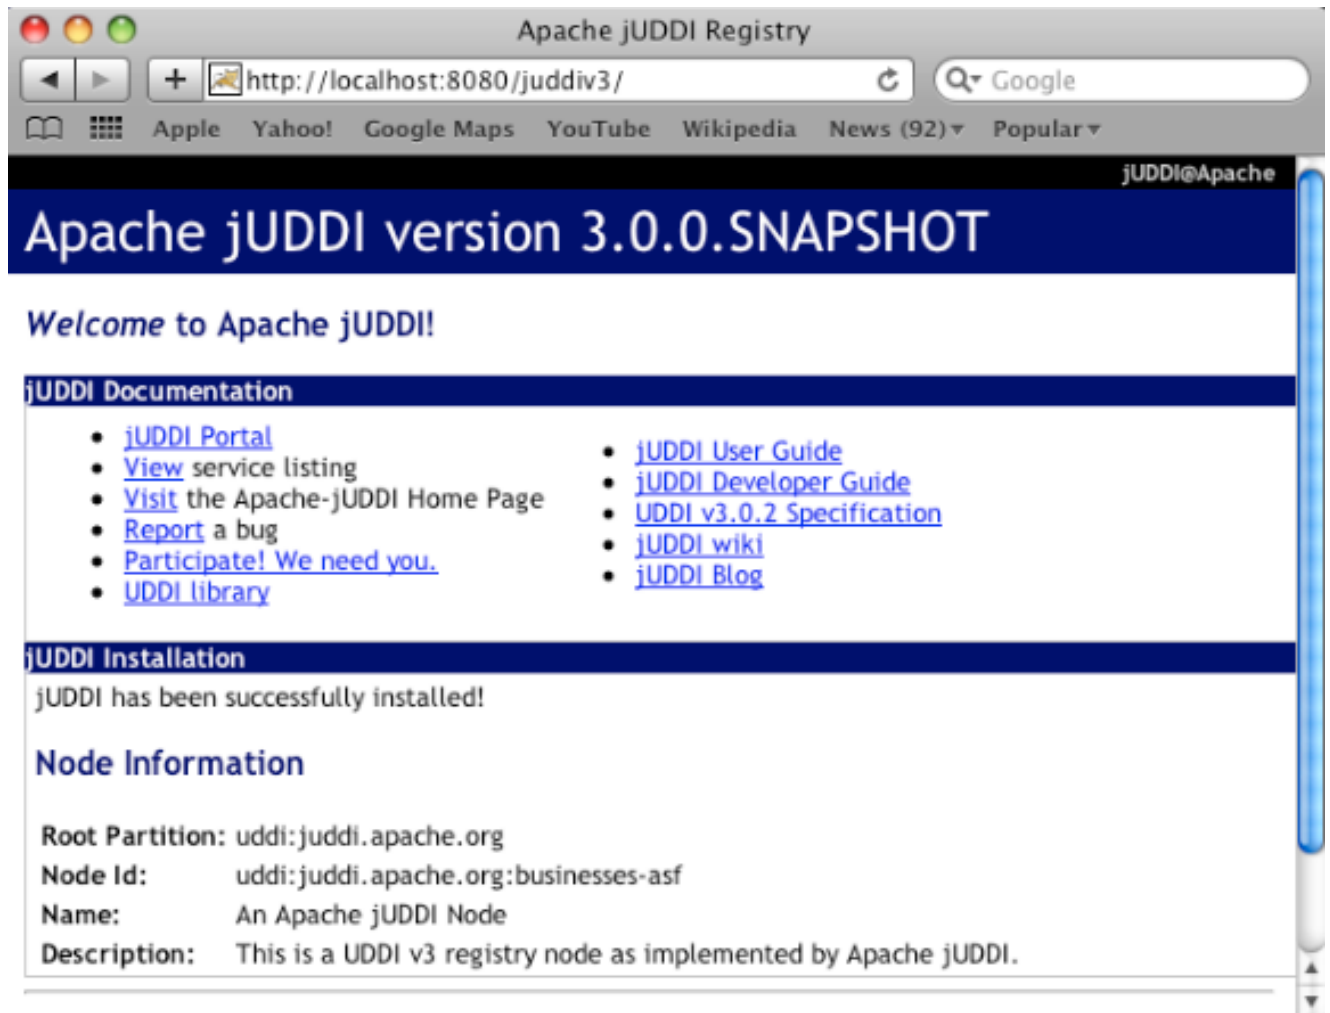 Apache jUDDI Registry
http://localhost:8080/juddiv3/
Google
Apple Yahoo! Google Maps YouTube Wikipedia News (92) Popular
jUDDI@Apache
Apache jUDDI version 3.0.0.SNAPSHOT
Welcome to Apache jUDDI!
jUDDI Documentation
jUDDI Portal
View service listing
Visit the Apache-jUDDI Home Page
Report a bug
Participate! We need you.
UDDI library
jUDDI User Guide
jUDDI Developer Guide
UDDI v3.0.2 Specification
jUDDI wiki
jUDDI Blog
jUDDI Installation
jUDDI has been successfully installed!
Node Information
Root Partition: uddi:juddi.apache.org
Node Id: uddi:juddi.apache.org:businesses-asf
Name: An Apache jUDDI Node
Description: This is a UDDI v3 registry node as implemented by Apache jUDDI.